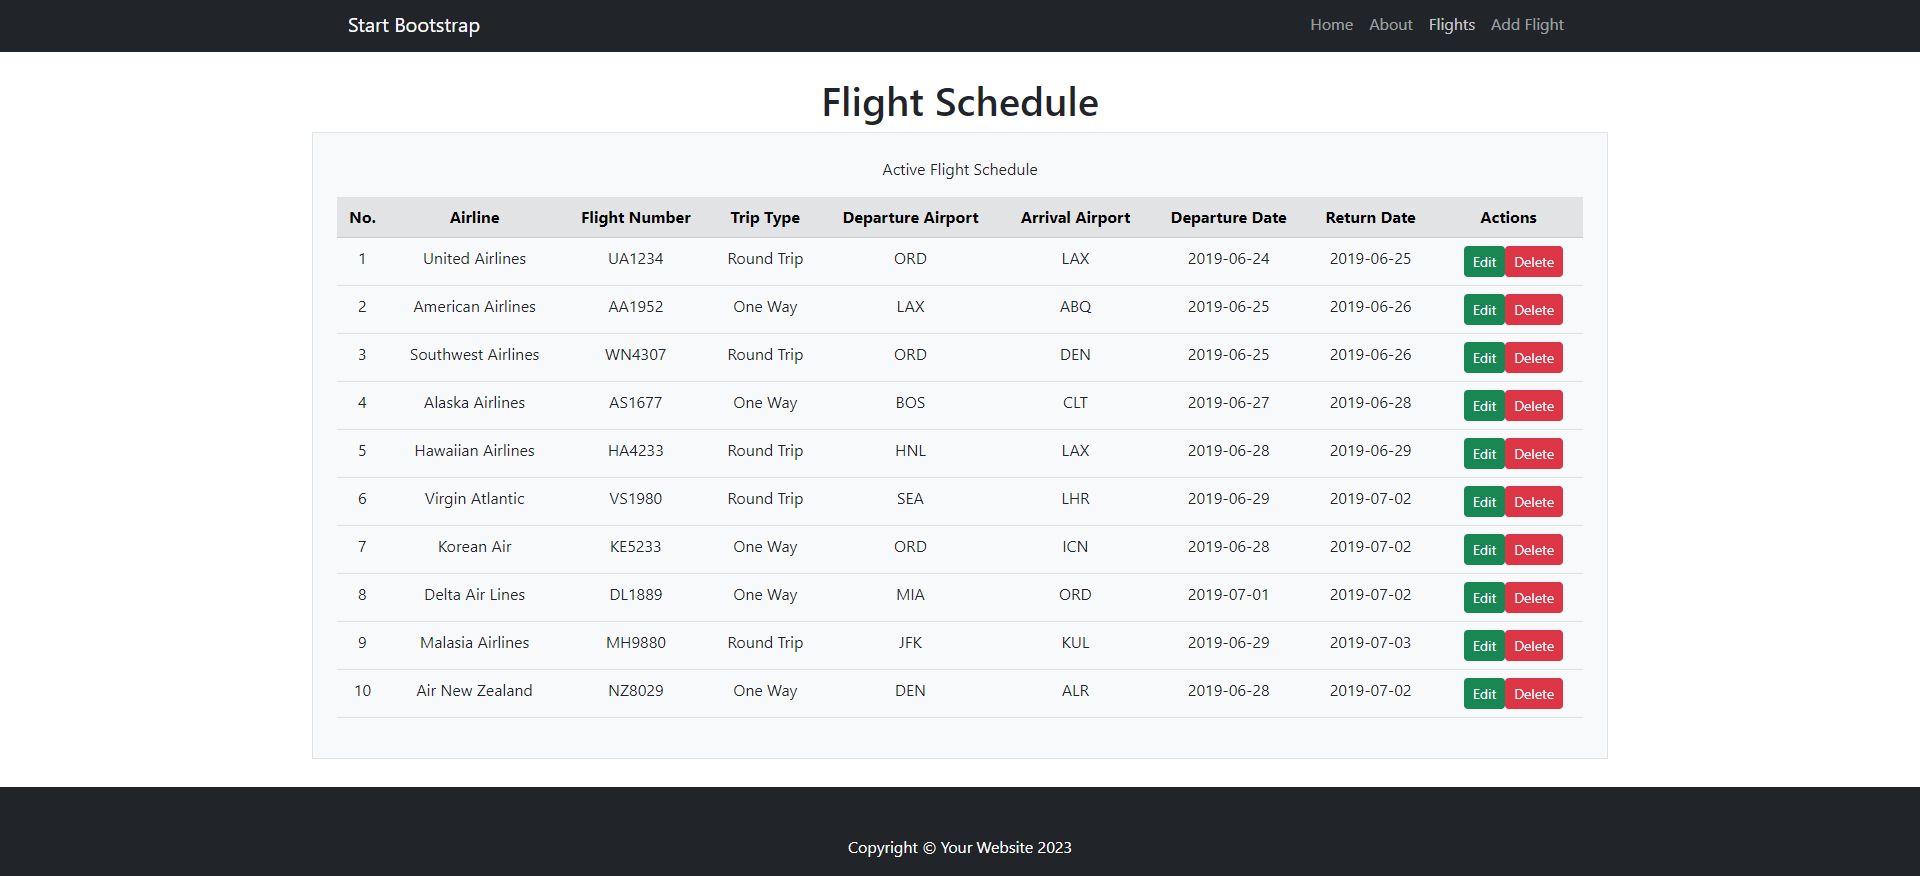 Start Bootstrap Home About Flights Add Flight
Flight Schedule
Active Flight Schedule
No. Airline Flight Number Trip Type Departure Airport Arrival Airport Departure Date Return Date Actions
1 United Airlines UA1234 Round Trip ORD LAX 2019-06-24 2019-06-25 Edit Delete
2 American Airlines AA1952 One Way LAX ABQ 2019-06-25 2019-06-26 Edit Delete
3 Southwest Airlines WN4307 Round Trip ORD DEN 2019-06-25 2019-06-26 Edit Delete
4 Alaska Airlines AS1677 One Way BOS CLT 2019-06-27 2019-06-28 Edit Delete
5 Hawaiian Airlines HA4233 Round Trip HNL LAX 2019-06-28 2019-06-29 Edit Delete
6 Virgin Atlantic VS1980 Round Trip SEA LHR 2019-06-29 2019-07-02 Edit Delete
7 Korean Air KE5233 One Way ORD ICN 2019-06-28 2019-07-02 Edit Delete
8 Delta Air Lines DL1889 One Way MIA ORD 2019-07-01 2019-07-02 Edit Delete
9 Malasia Airlines MH9880 Round Trip JFK KUL 2019-06-29 2019-07-03 Edit Delete
10 Air New Zealand NZ8029 One Way DEN ALR 2019-06-28 2019-07-02 Edit Delete
Copyright © Your Website 2023